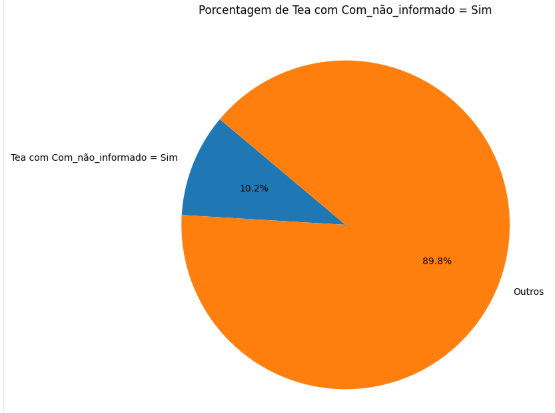 Porcentagem de Tea com Com_não_informado = Sim
Tea com Com_não_informado = Sim
10.2%
89.8%
Outros